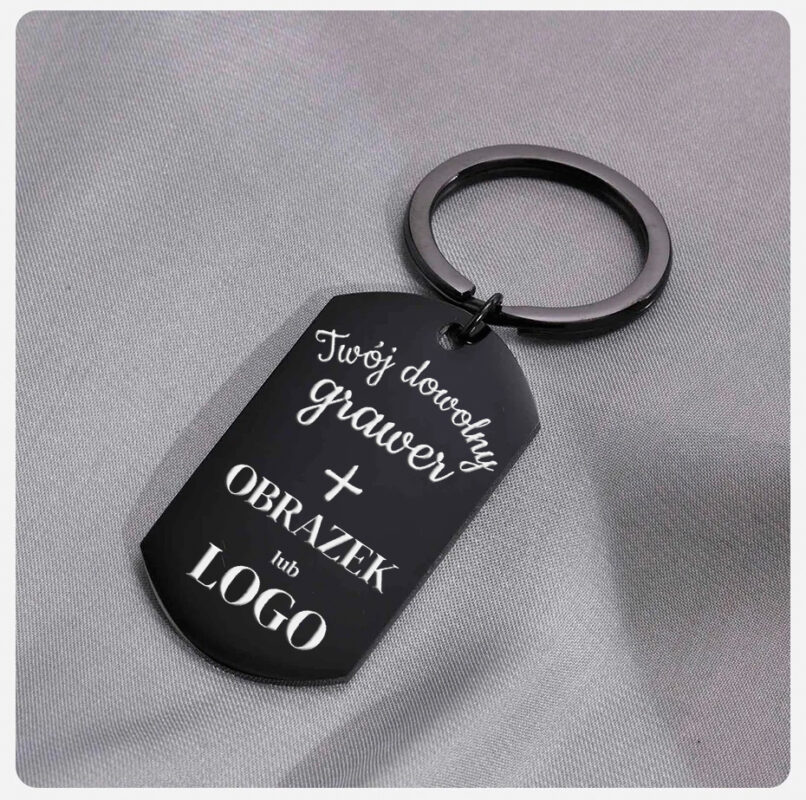 Twój dowolny
grawer
+
OBRAZEK
lub
LOGO